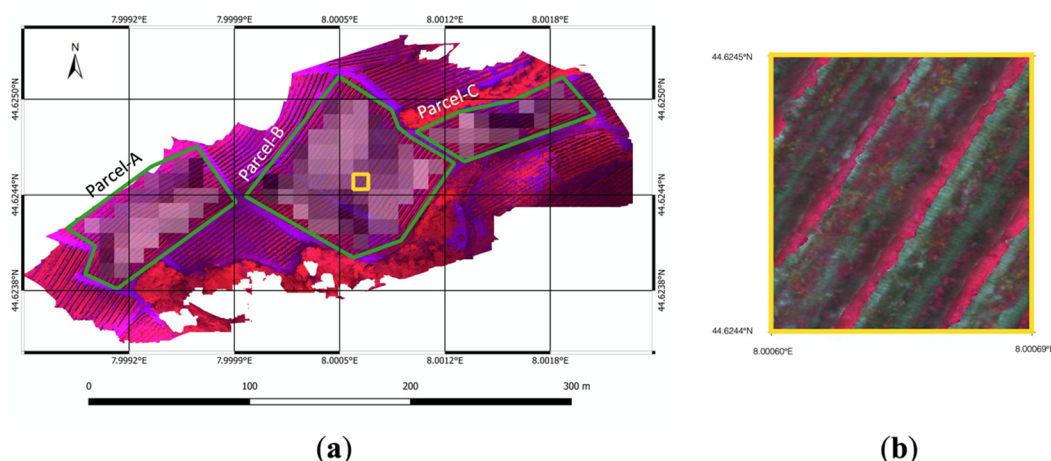 7.9992°E 7.9999°E 8.0005°E 8.0012°E 8.0018°E
N
44.6250°N
44.6244°N
44.6238°N
Parcel-A
Parcel-B
Parcel-C
44.6250°N
44.6244°N
44.6238°N
7.9992°E 7.9999°E 8.0005°E 8.0012°E 8.0018°E
0 100 200 300 m
(a)
44.6245°N
44.6244°N
8.00060°E 8.00069°E
(b)